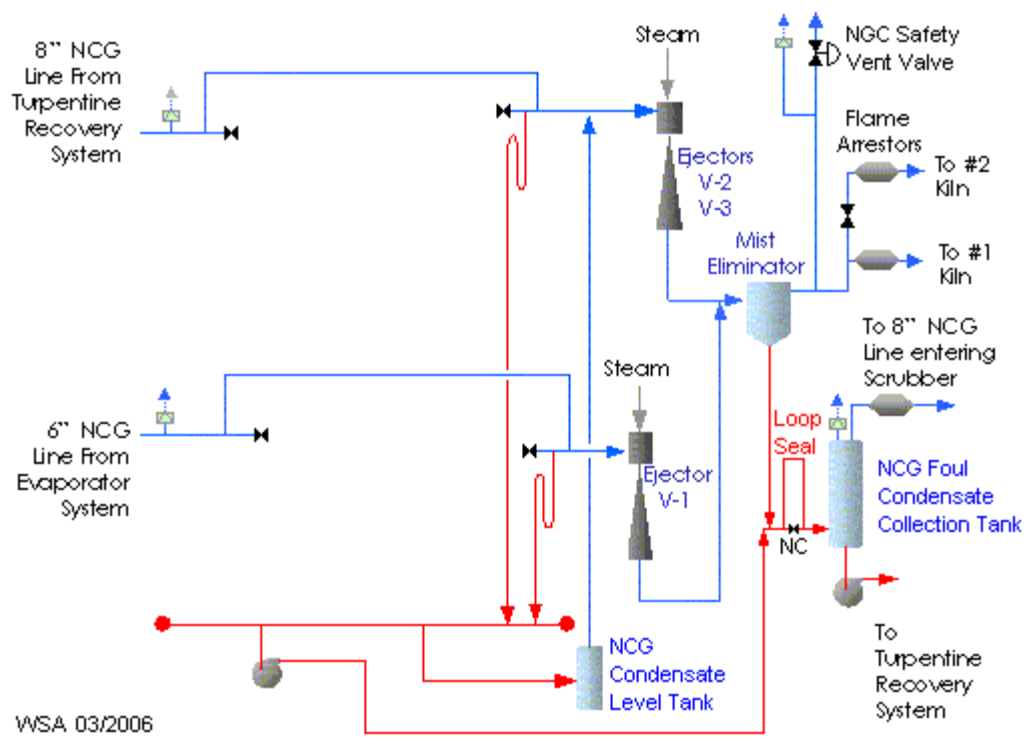 8" NCG
Line From
Turpentine
Recovery
System
Steam
NGC Safety
Vent Valve
Flame
Arrestors
Ejectors
V-2
V-3
To #2
Kiln
Mist
Eliminator
To #1
Kiln
To 8" NCG
Line entering
Scrubber
Steam
6" NCG
Line From
Evaporator
System
Loop
Seal
Ejector
V-1
NCG Foul
Condensate
Collection Tank
NC
NCG
Condensate
Level Tank
To
Turpentine
Recovery
System
WSA 03/2006